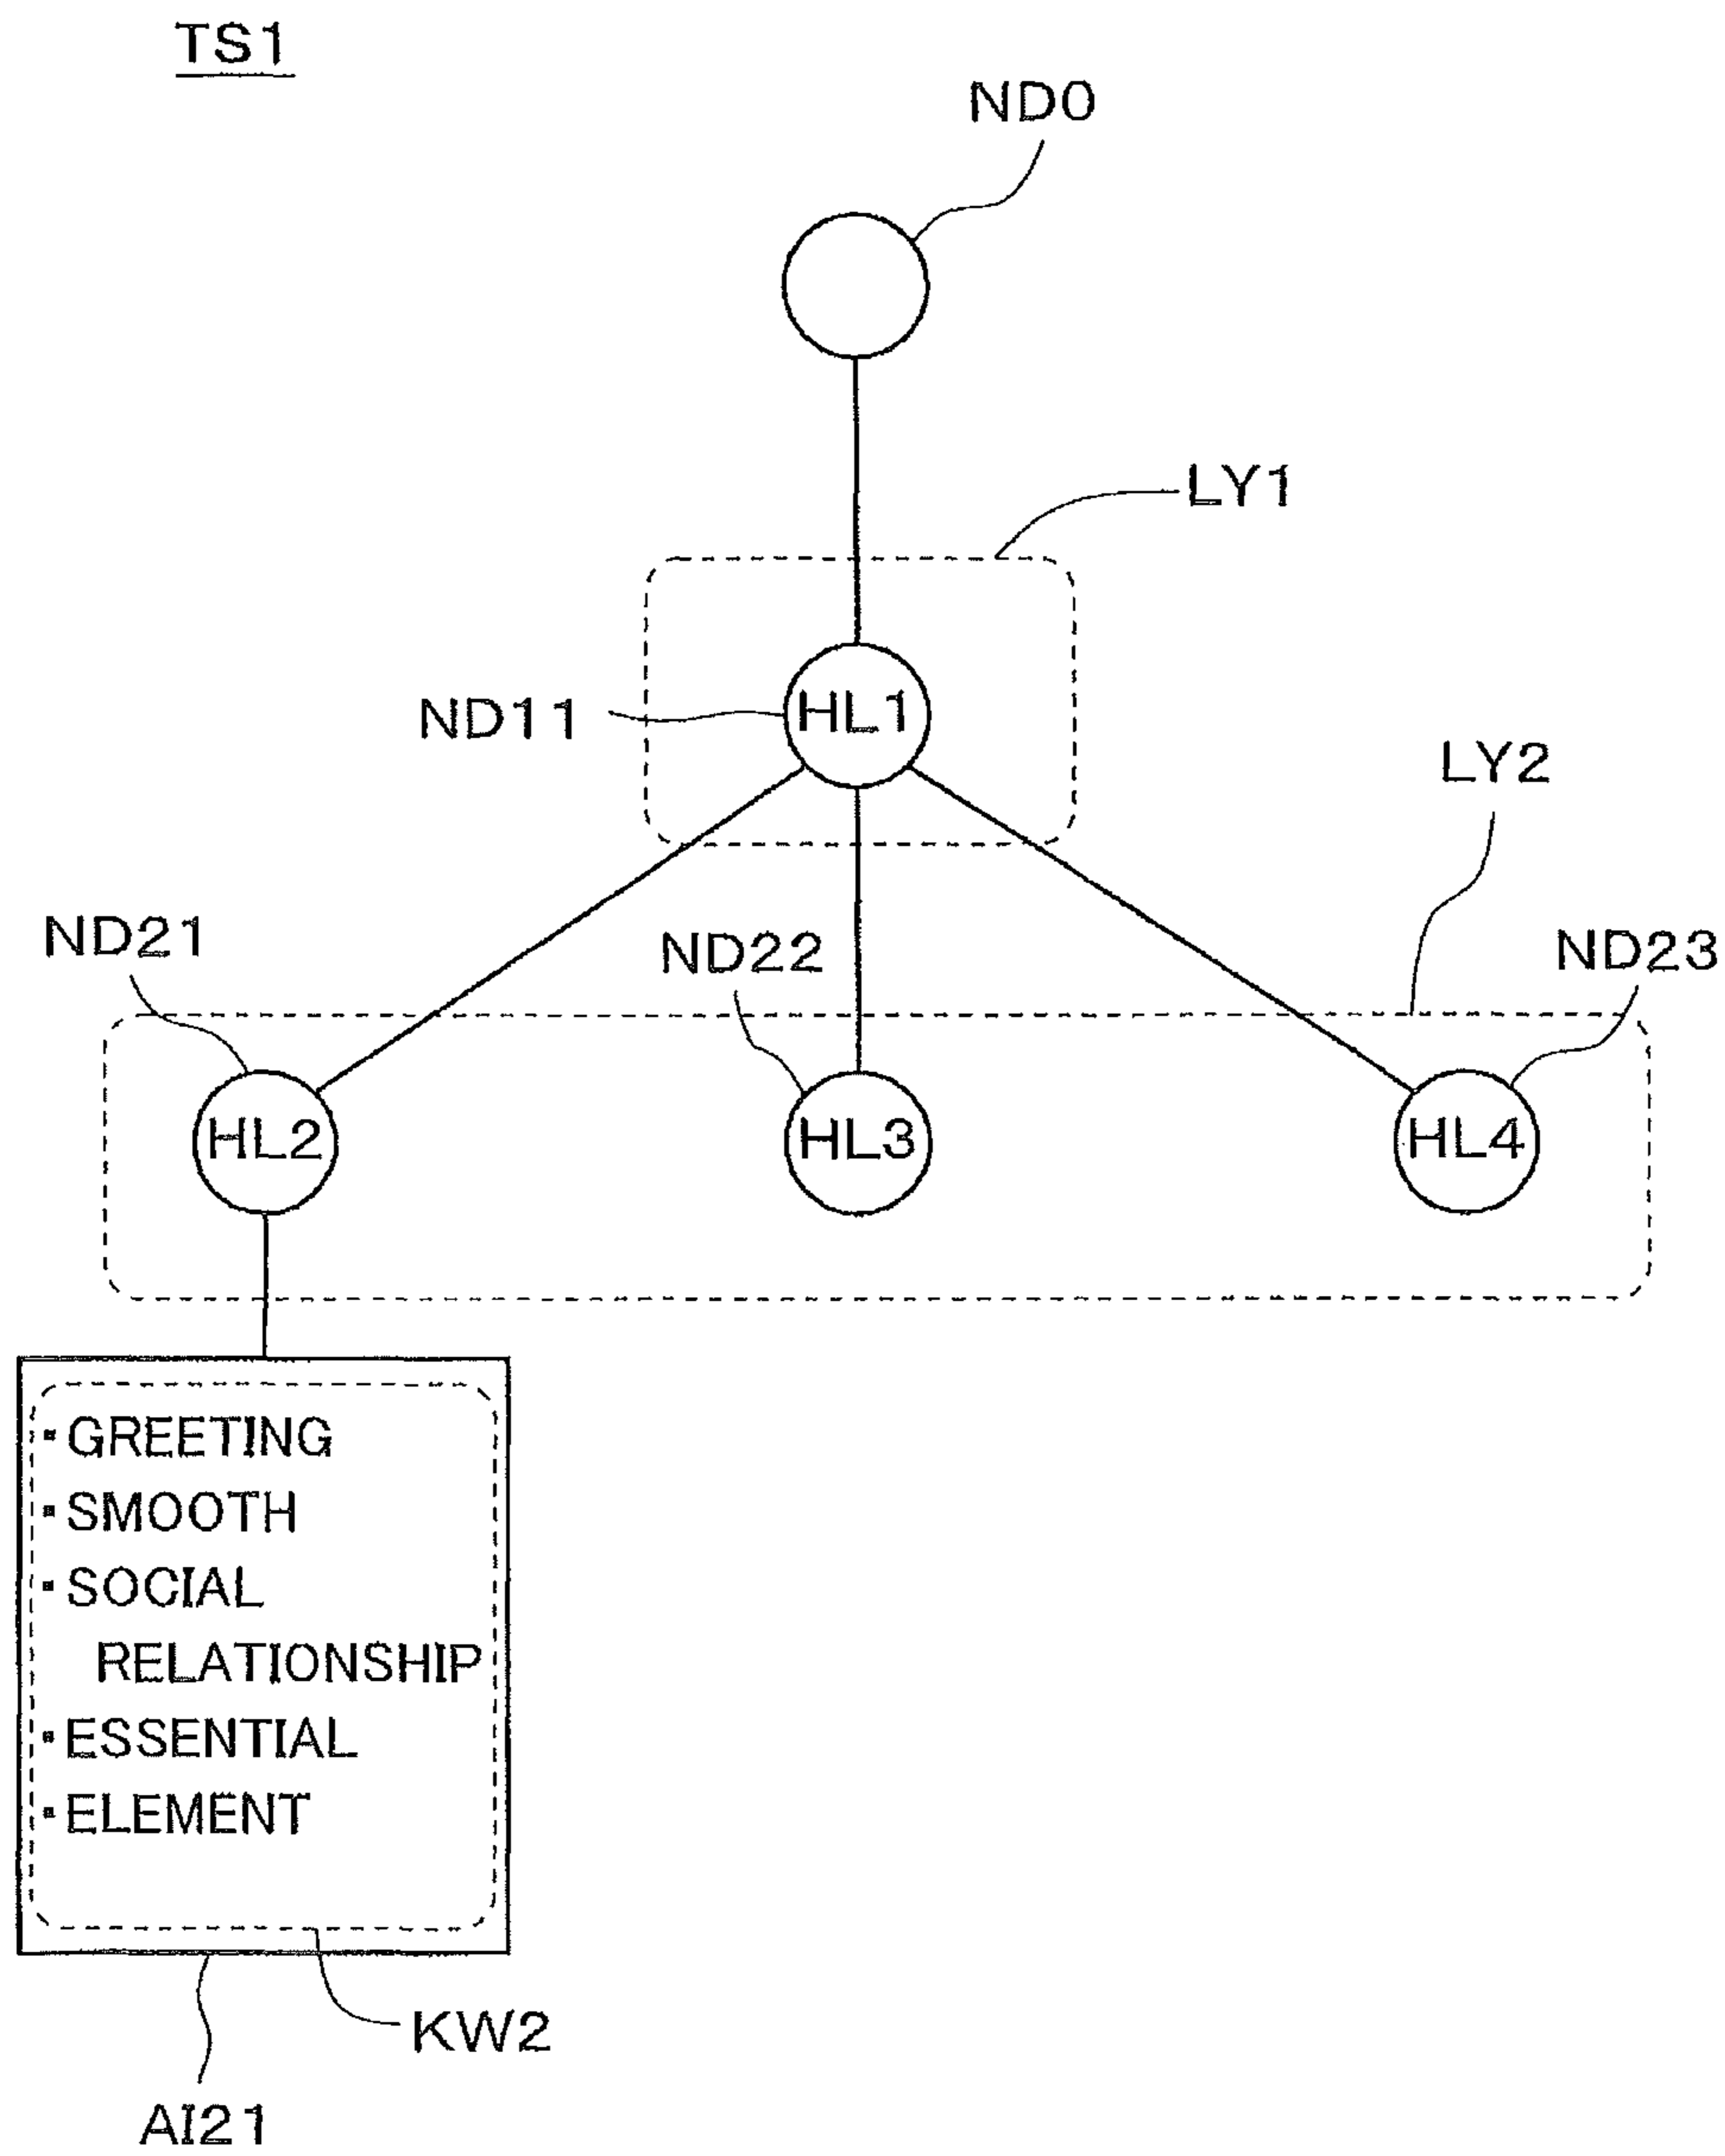 TS1
ND0
LY1
ND11
HL1
LY2
ND21
ND22
ND23
HL2
HL3
HL4
▪GREETING
▪SMOOTH
▪SOCIAL
RELATIONSHIP
▪ESSENTIAL
▪ELEMENT
KW2
AI21